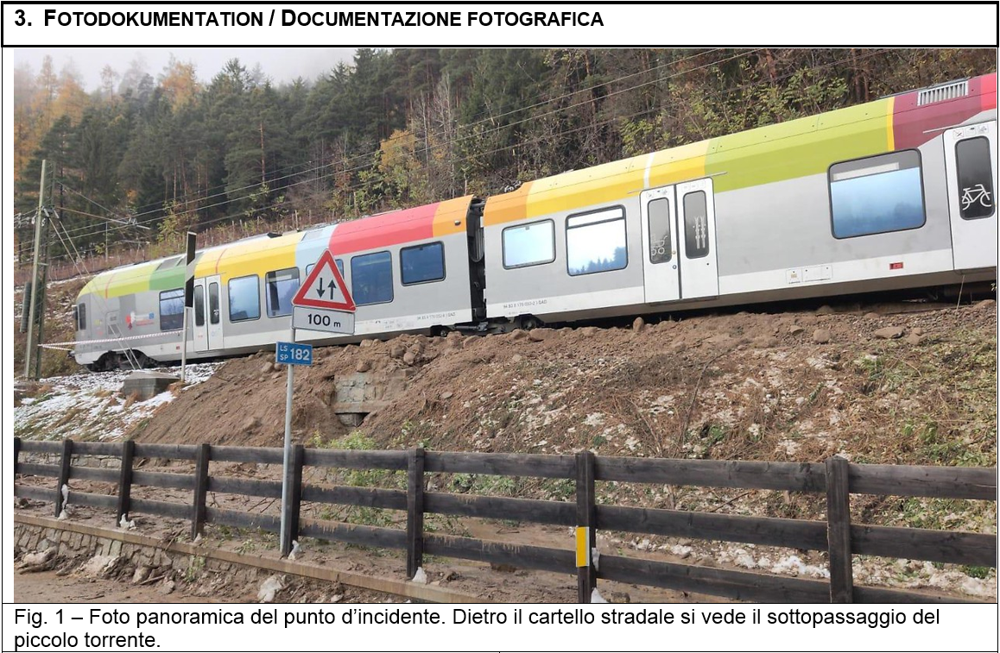 3. FOTODOKUMENTATION / DOCUMENTAZIONE FOTOGRAFICA
100 m
LS
SP 182
Fig. 1 – Foto panoramica del punto d’incidente. Dietro il cartello stradale si vede il sottopassaggio del
piccolo torrente.